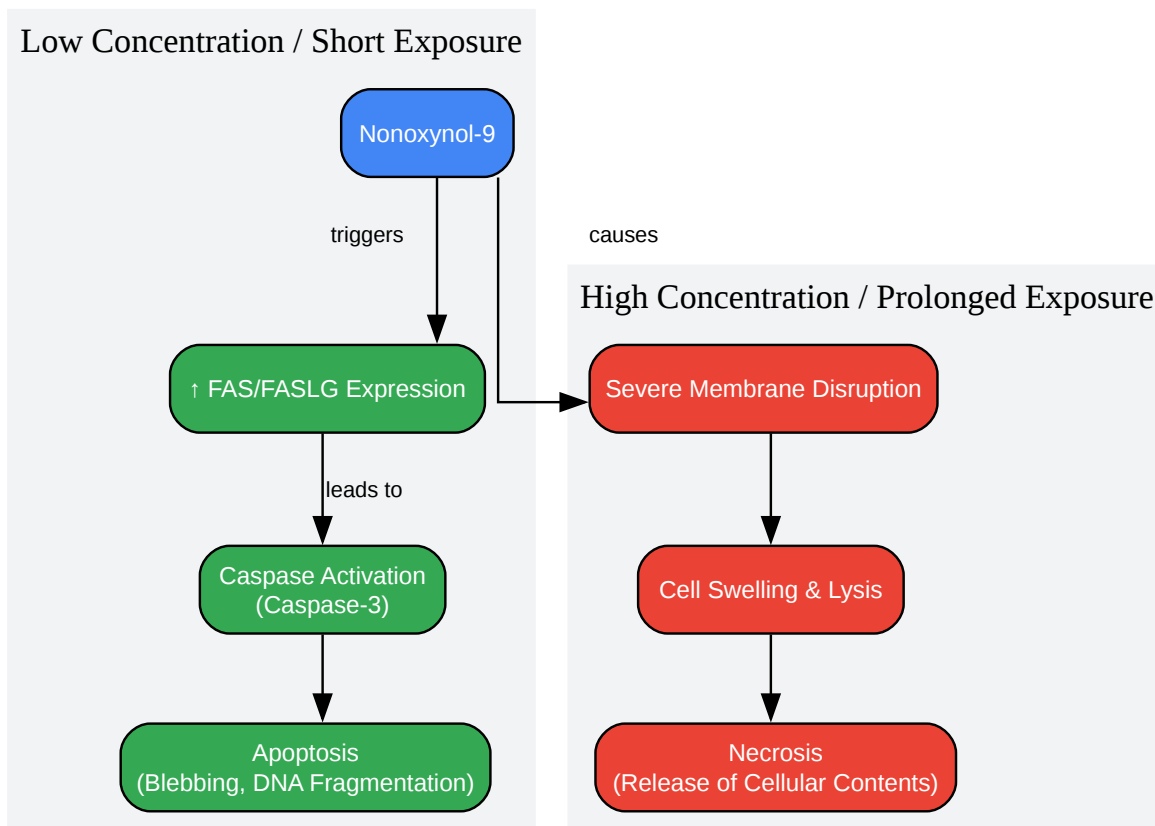 Low Concentration / Short Exposure
Nonoxynol-9
triggers
causes
High Concentration / Prolonged Exposure
↑ FAS/FASLG Expression
Severe Membrane Disruption
leads to
Caspase Activation
(Caspase-3)
Cell Swelling & Lysis
Apoptosis
(Blebbing, DNA Fragmentation)
Necrosis
(Release of Cellular Contents)